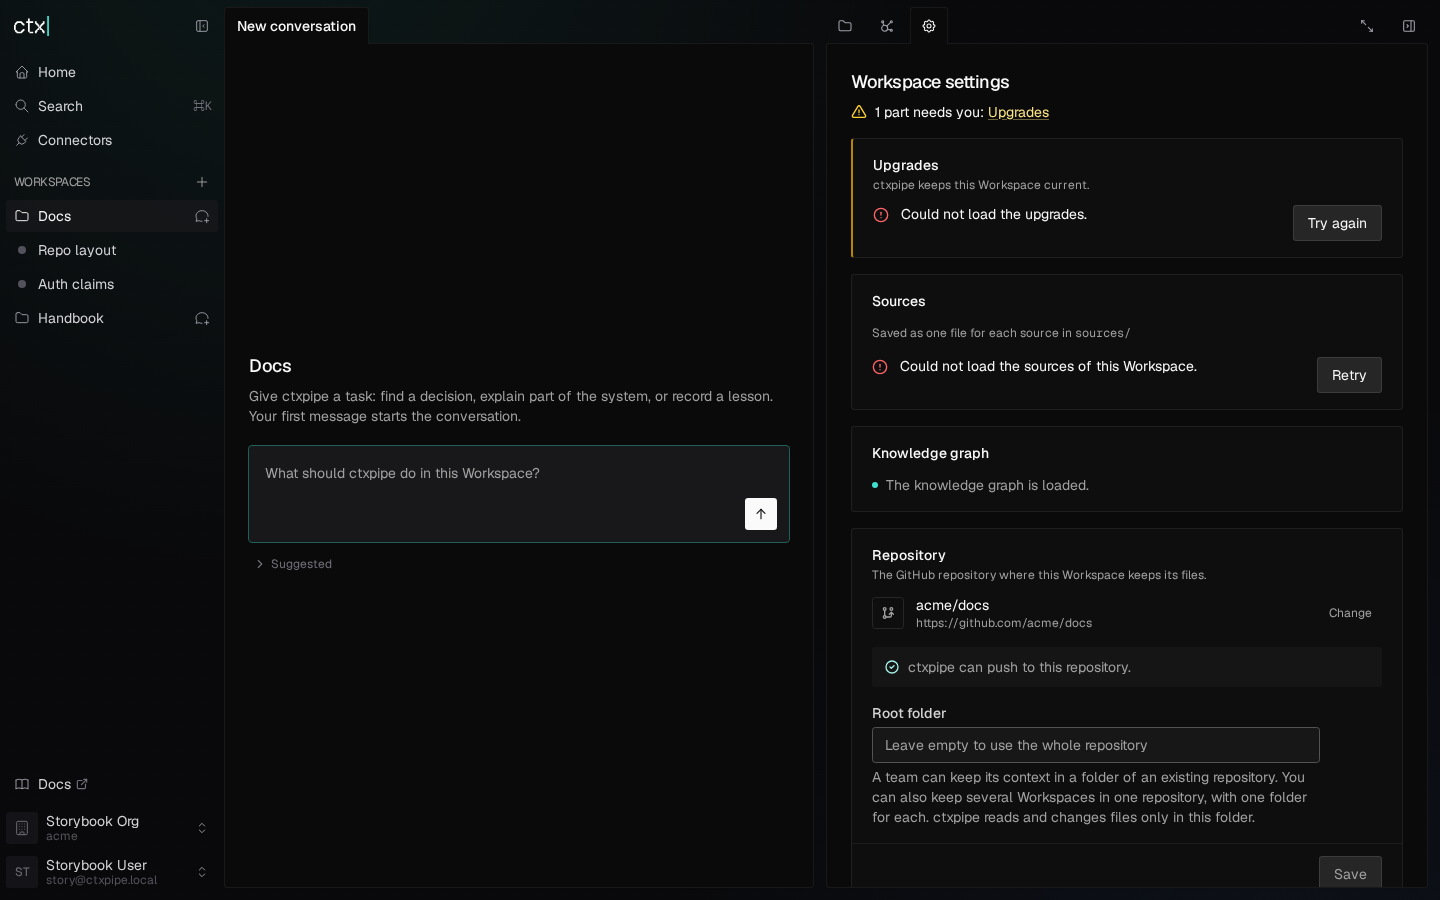 ctx
Home
Search
⌘K
Connectors
WORKSPACES
Docs
Repo layout
Auth claims
Handbook
Docs
Storybook Org
acme
ST
Storybook User
story@ctxpipe.local
New conversation
Docs
Give ctxpipe a task: find a decision, explain part of the system, or record a lesson.
Your first message starts the conversation.
What should ctxpipe do in this Workspace?
Suggested
Workspace settings
1 part needs you: Upgrades
Upgrades
ctxpipe keeps this Workspace current.
Could not load the upgrades.
Try again
Sources
Saved as one file for each source in sources/
Could not load the sources of this Workspace.
Retry
Knowledge graph
The knowledge graph is loaded.
Repository
The GitHub repository where this Workspace keeps its files.
acme/docs
https://github.com/acme/docs
Change
ctxpipe can push to this repository.
Root folder
Leave empty to use the whole repository
A team can keep its context in a folder of an existing repository. You
can also keep several Workspaces in one repository, with one folder
for each. ctxpipe reads and changes files only in this folder.
Save